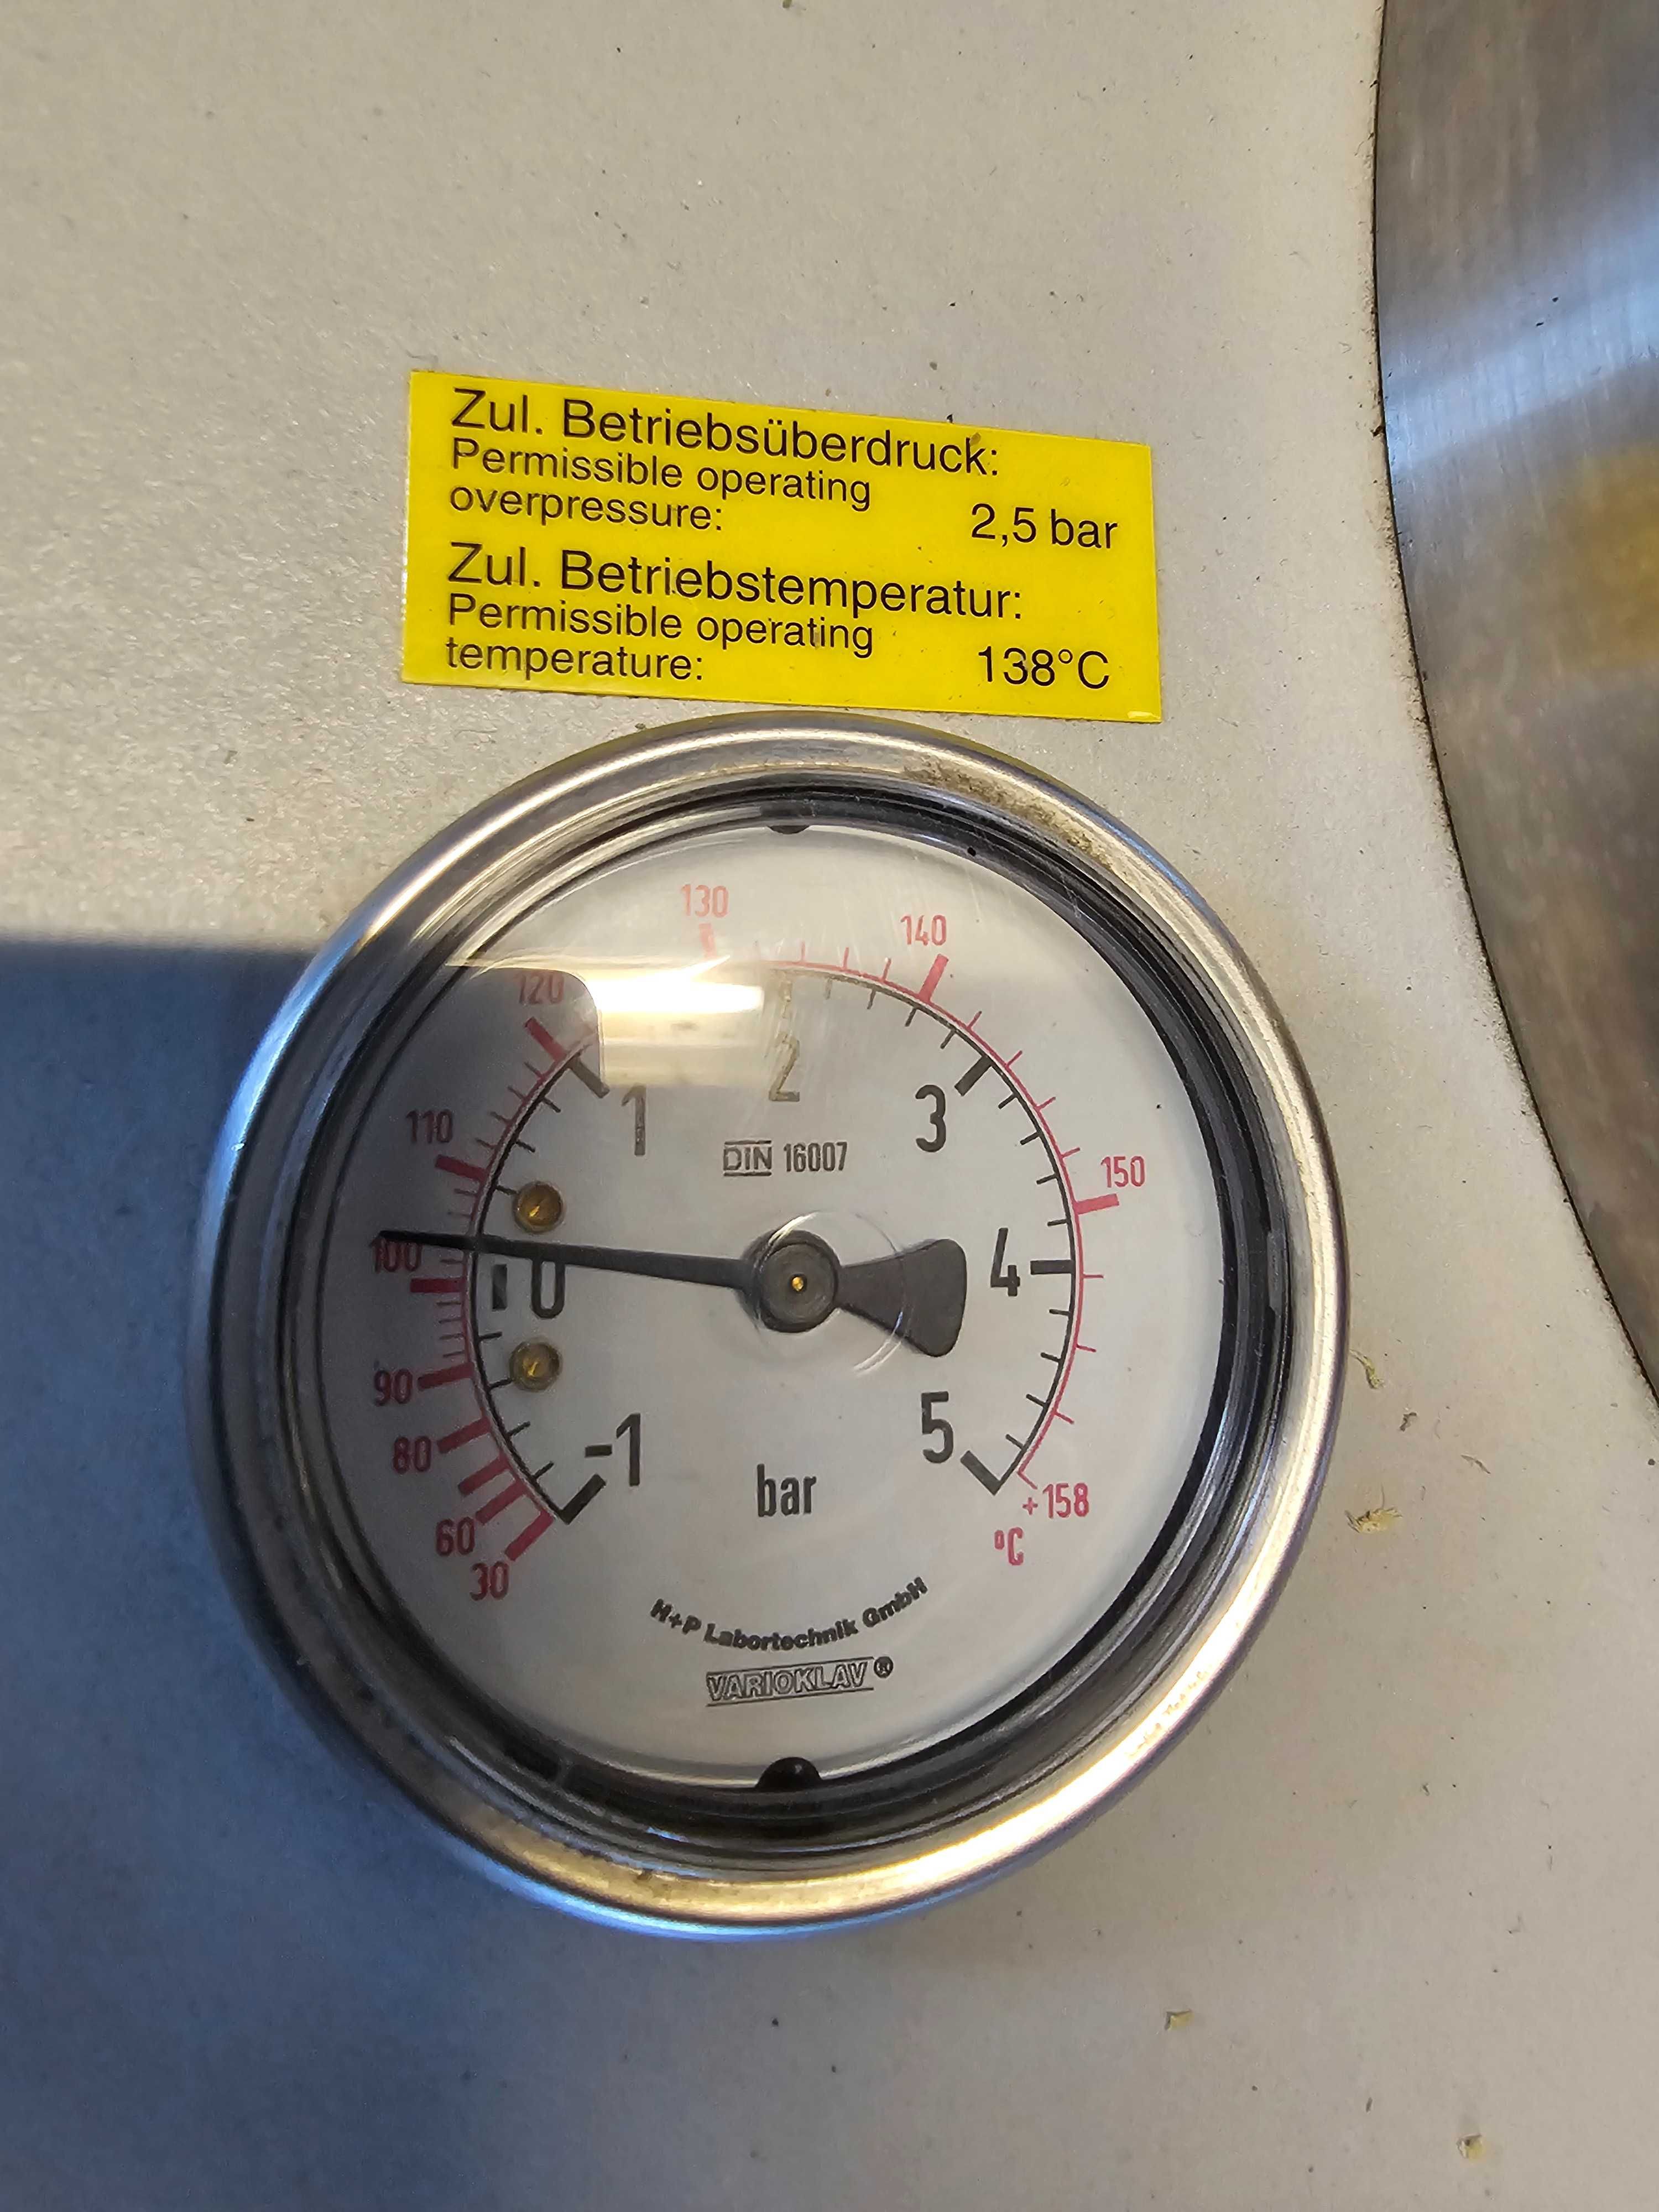 Zul. Betriebsüberdruck:
Permissible operating
overpressure: 2,5 bar
Zul. Betriebstemperatur:
Permissible operating
temperature: 138°C
130
140
120
110
150
100
90
80
60
30
+158
°C
1
2
3
DIN 16007
0
4
-1
5
bar
H+P Labortechnik GmbH
VARIOKLAV®